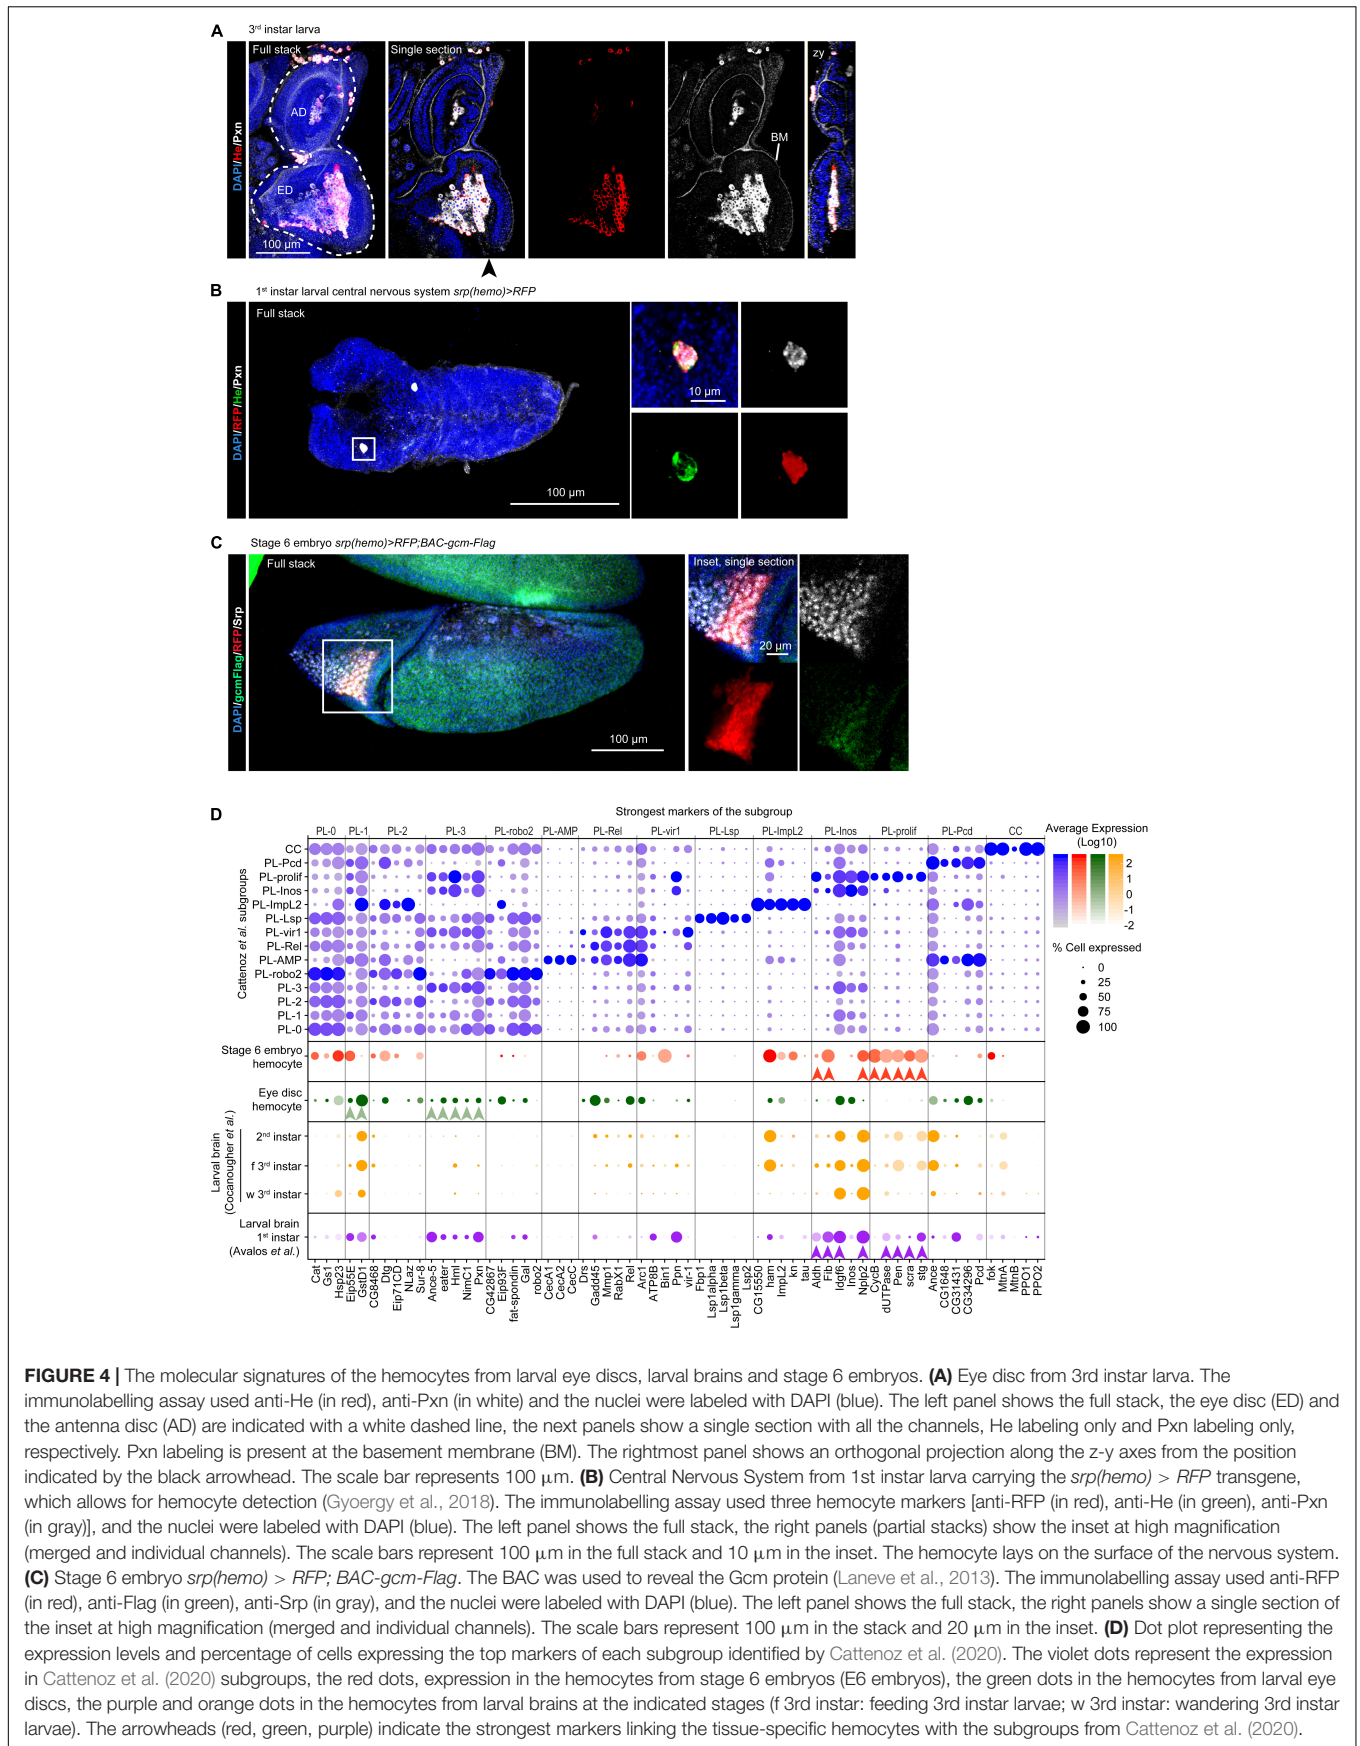 A
3rd instar larva
DAPI/He/Pxn
Full stack
AD
ED
100 µm
Single section
BM
zy
B
1st instar larval central nervous system srp(hemo)>RFP
DAPI/RFP/He/Pxn
Full stack
100 µm
10 µm
C
Stage 6 embryo srp(hemo)>RFP;BAC-gcm-Flag
DAPI/gcmFlag/RFP/Srp
Full stack
100 µm
Inset, single section
20 µm
D
Strongest markers of the subgroup
PL-0 PL-1 PL-2 PL-3 PL-robo2 PL-AMP PL-Rel PL-vir1 PL-Lsp PL-ImpL2 PL-Inos PL-prolif PL-Pcd CC
Cattenoz et al. subgroups
CC
PL-Pcd
PL-prolif
PL-Inos
PL-ImpL2
PL-Lsp
PL-vir1
PL-Rel
PL-AMP
PL-robo2
PL-3
PL-2
PL-1
PL-0
Stage 6 embryo
hemocyte
Eye disc
hemocyte
Larval brain
(Cocanougher et al.)
2nd instar
f 3rd instar
w 3rd instar
Larval brain
1st instar
(Avalos et al.)
Cat
Gs1
Hsp23
Eip55E
GstD1
CG8468
Dtg
Eip71CD
NLaz
Sur-8
Ance-5
eater
Hml
NimC1
Pxn
CG42867
Eip93F
fat-spondin
Gal
robo2
CecA1
CecA2
CecC
Drs
Gadd45
Mmp1
RabX1
Rel
Arc1
ATP8B
Bin1
Ppn
vir-1
Fbp1
Lsp1alpha
Lsp1beta
Lsp1gamma
Lsp2
CG15550
ham
ImpL2
kn
tau
Aldh
Fib
Idgf6
Inos
Nplp2
CycB
dUTPase
Pen
scra
stg
Ance
CG1648
CG31431
CG34296
Pcd
fok
MtnA
MtnB
PPO1
PPO2
Average Expression
(Log10)
2
1
0
-1
-2
% Cell expressed
0
25
50
75
100
FIGURE 4 | The molecular signatures of the hemocytes from larval eye discs, larval brains and stage 6 embryos. (A) Eye disc from 3rd instar larva. The
immunolabelling assay used anti-He (in red), anti-Pxn (in white) and the nuclei were labeled with DAPI (blue). The left panel shows the full stack, the eye disc (ED) and
the antenna disc (AD) are indicated with a white dashed line, the next panels show a single section with all the channels, He labeling only and Pxn labeling only,
respectively. Pxn labeling is present at the basement membrane (BM). The rightmost panel shows an orthogonal projection along the z-y axes from the position
indicated by the black arrowhead. The scale bar represents 100 µm. (B) Central Nervous System from 1st instar larva carrying the srp(hemo) > RFP transgene,
which allows for hemocyte detection (Gyoergy et al., 2018). The immunolabelling assay used three hemocyte markers [anti-RFP (in red), anti-He (in green), anti-Pxn
(in gray)], and the nuclei were labeled with DAPI (blue). The left panel shows the full stack, the right panels (partial stacks) show the inset at high magnification
(merged and individual channels). The scale bars represent 100 µm in the full stack and 10 µm in the inset. The hemocyte lays on the surface of the nervous system.
(C) Stage 6 embryo srp(hemo) > RFP; BAC-gcm-Flag. The BAC was used to reveal the Gcm protein (Laneve et al., 2013). The immunolabelling assay used anti-RFP
(in red), anti-Flag (in green), anti-Srp (in gray), and the nuclei were labeled with DAPI (blue). The left panel shows the full stack, the right panels show a single section of
the inset at high magnification (merged and individual channels). The scale bars represent 100 µm in the stack and 20 µm in the inset. (D) Dot plot representing the
expression levels and percentage of cells expressing the top markers of each subgroup identified by Cattenoz et al. (2020). The violet dots represent the expression
in Cattenoz et al. (2020) subgroups, the red dots, expression in the hemocytes from stage 6 embryos (E6 embryos), the green dots in the hemocytes from larval eye
discs, the purple and orange dots in the hemocytes from larval brains at the indicated stages (f 3rd instar: feeding 3rd instar larvae; w 3rd instar: wandering 3rd instar
larvae). The arrowheads (red, green, purple) indicate the strongest markers linking the tissue-specific hemocytes with the subgroups from Cattenoz et al. (2020).